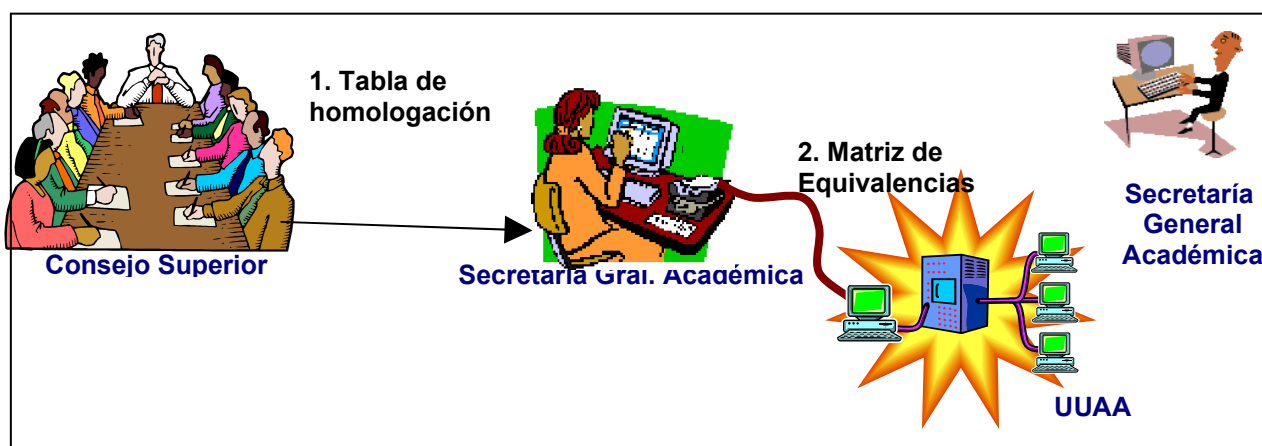 1. Tabla de
homologación
Consejo Superior
Secretaría Gral. Académica
2. Matriz de
Equivalencias
UUAA
Secretaría
General
Académica